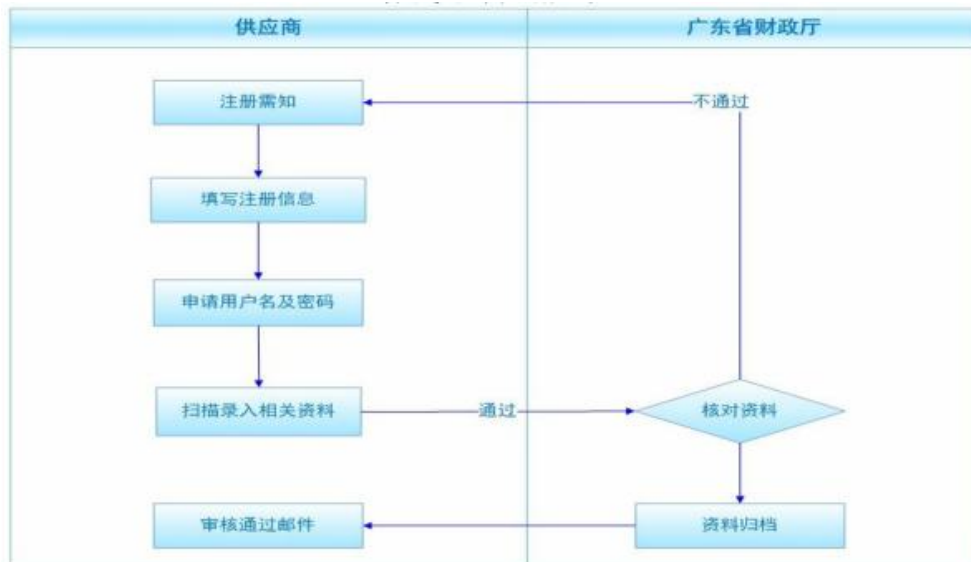 供应商
广东省财政厅
注册需知
不通过
填写注册信息
申请用户名及密码
扫描录入相关资料
通过
核对资料
审核通过邮件
资料归档